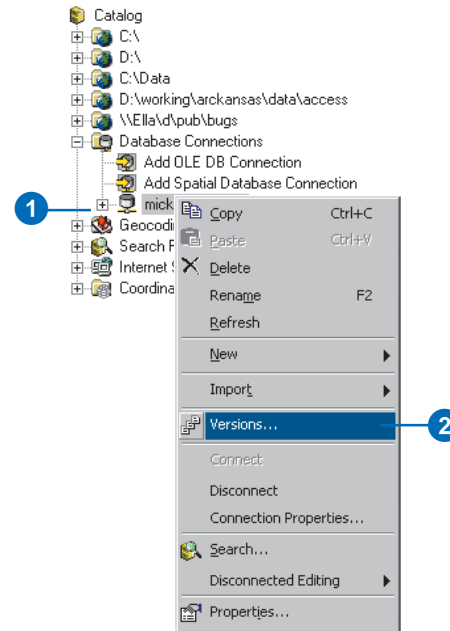 Catalog
C:\
D:\
C:\Data
D:\working\arckansas\data\access
\\Ella\d\pub\bugs
Database Connections
Add OLE DB Connection
Add Spatial Database Connection
1
mick
Geocodi
Search F
Internet S
Coordina
Copy Ctrl+C
Paste Ctrl+V
Delete
Rename F2
Refresh
New
Import
Versions... 2
Connect
Disconnect
Connection Properties...
Search...
Disconnected Editing
Properties...